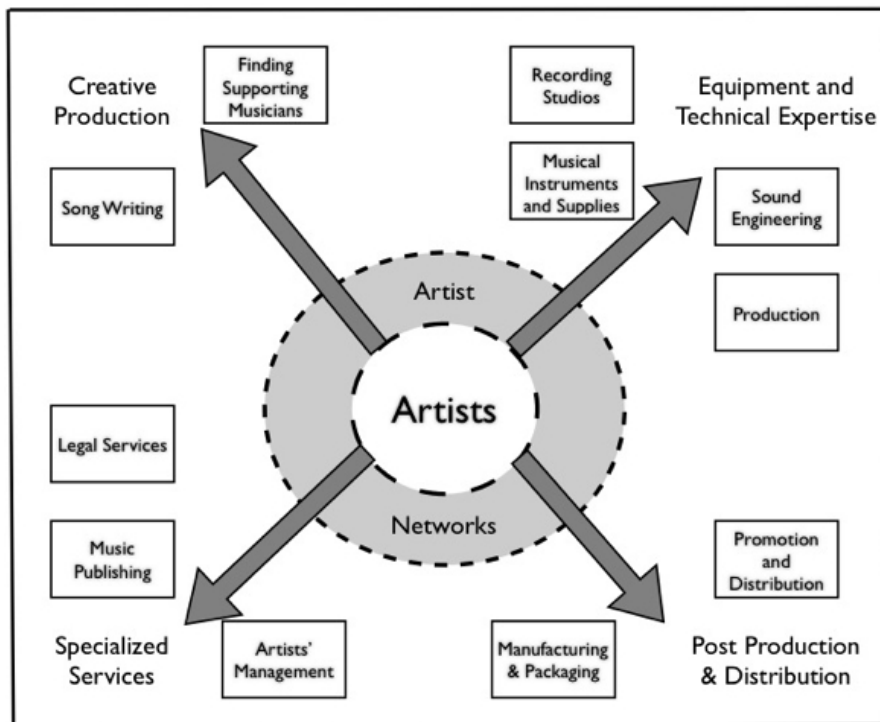 Creative
Production
Finding
Supporting
Musicians
Recording
Studios
Equipment and
Technical Expertise
Song Writing
Musical
Instruments
and Supplies
Sound
Engineering
Production
Artist
Artists
Networks
Legal Services
Music
Publishing
Promotion
and
Distribution
Specialized
Services
Artists'
Management
Manufacturing
& Packaging
Post Production
& Distribution